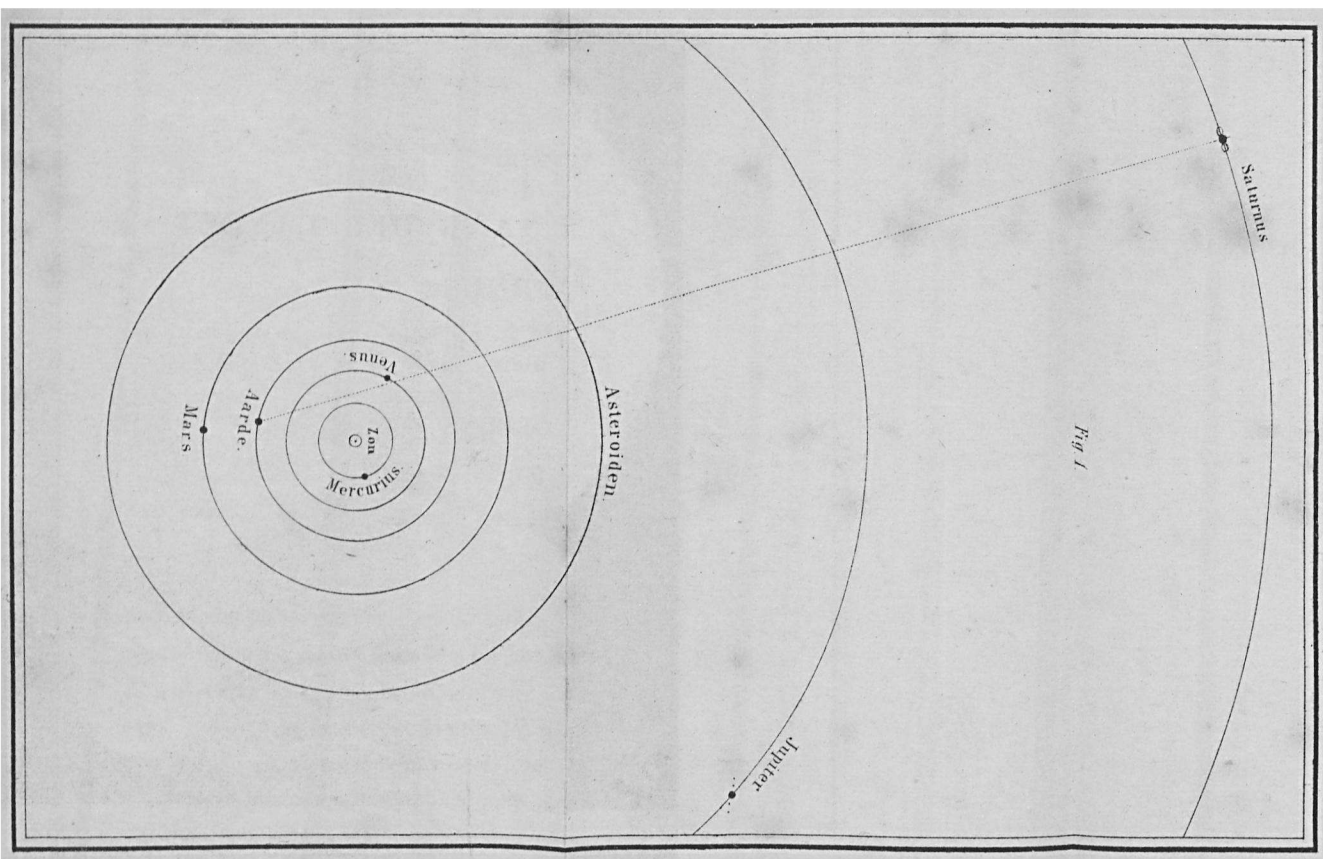 Fig. 1
Saturnus
Jupiter
Asteroiden.
Mars
Aarde.
Venus.
Zon
Mercurius.